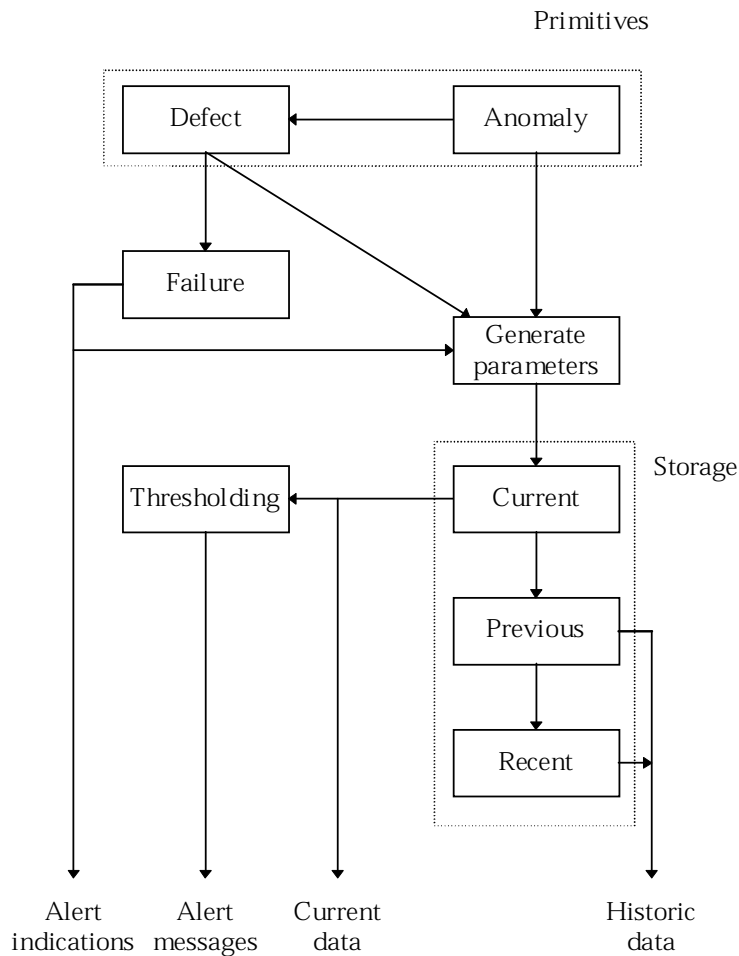 Primitives
Defect
Anomaly
Failure
Generate
parameters
Storage
Thresholding
Current
Previous
Recent
Alert
indications
Alert
messages
Current
data
Historic
data